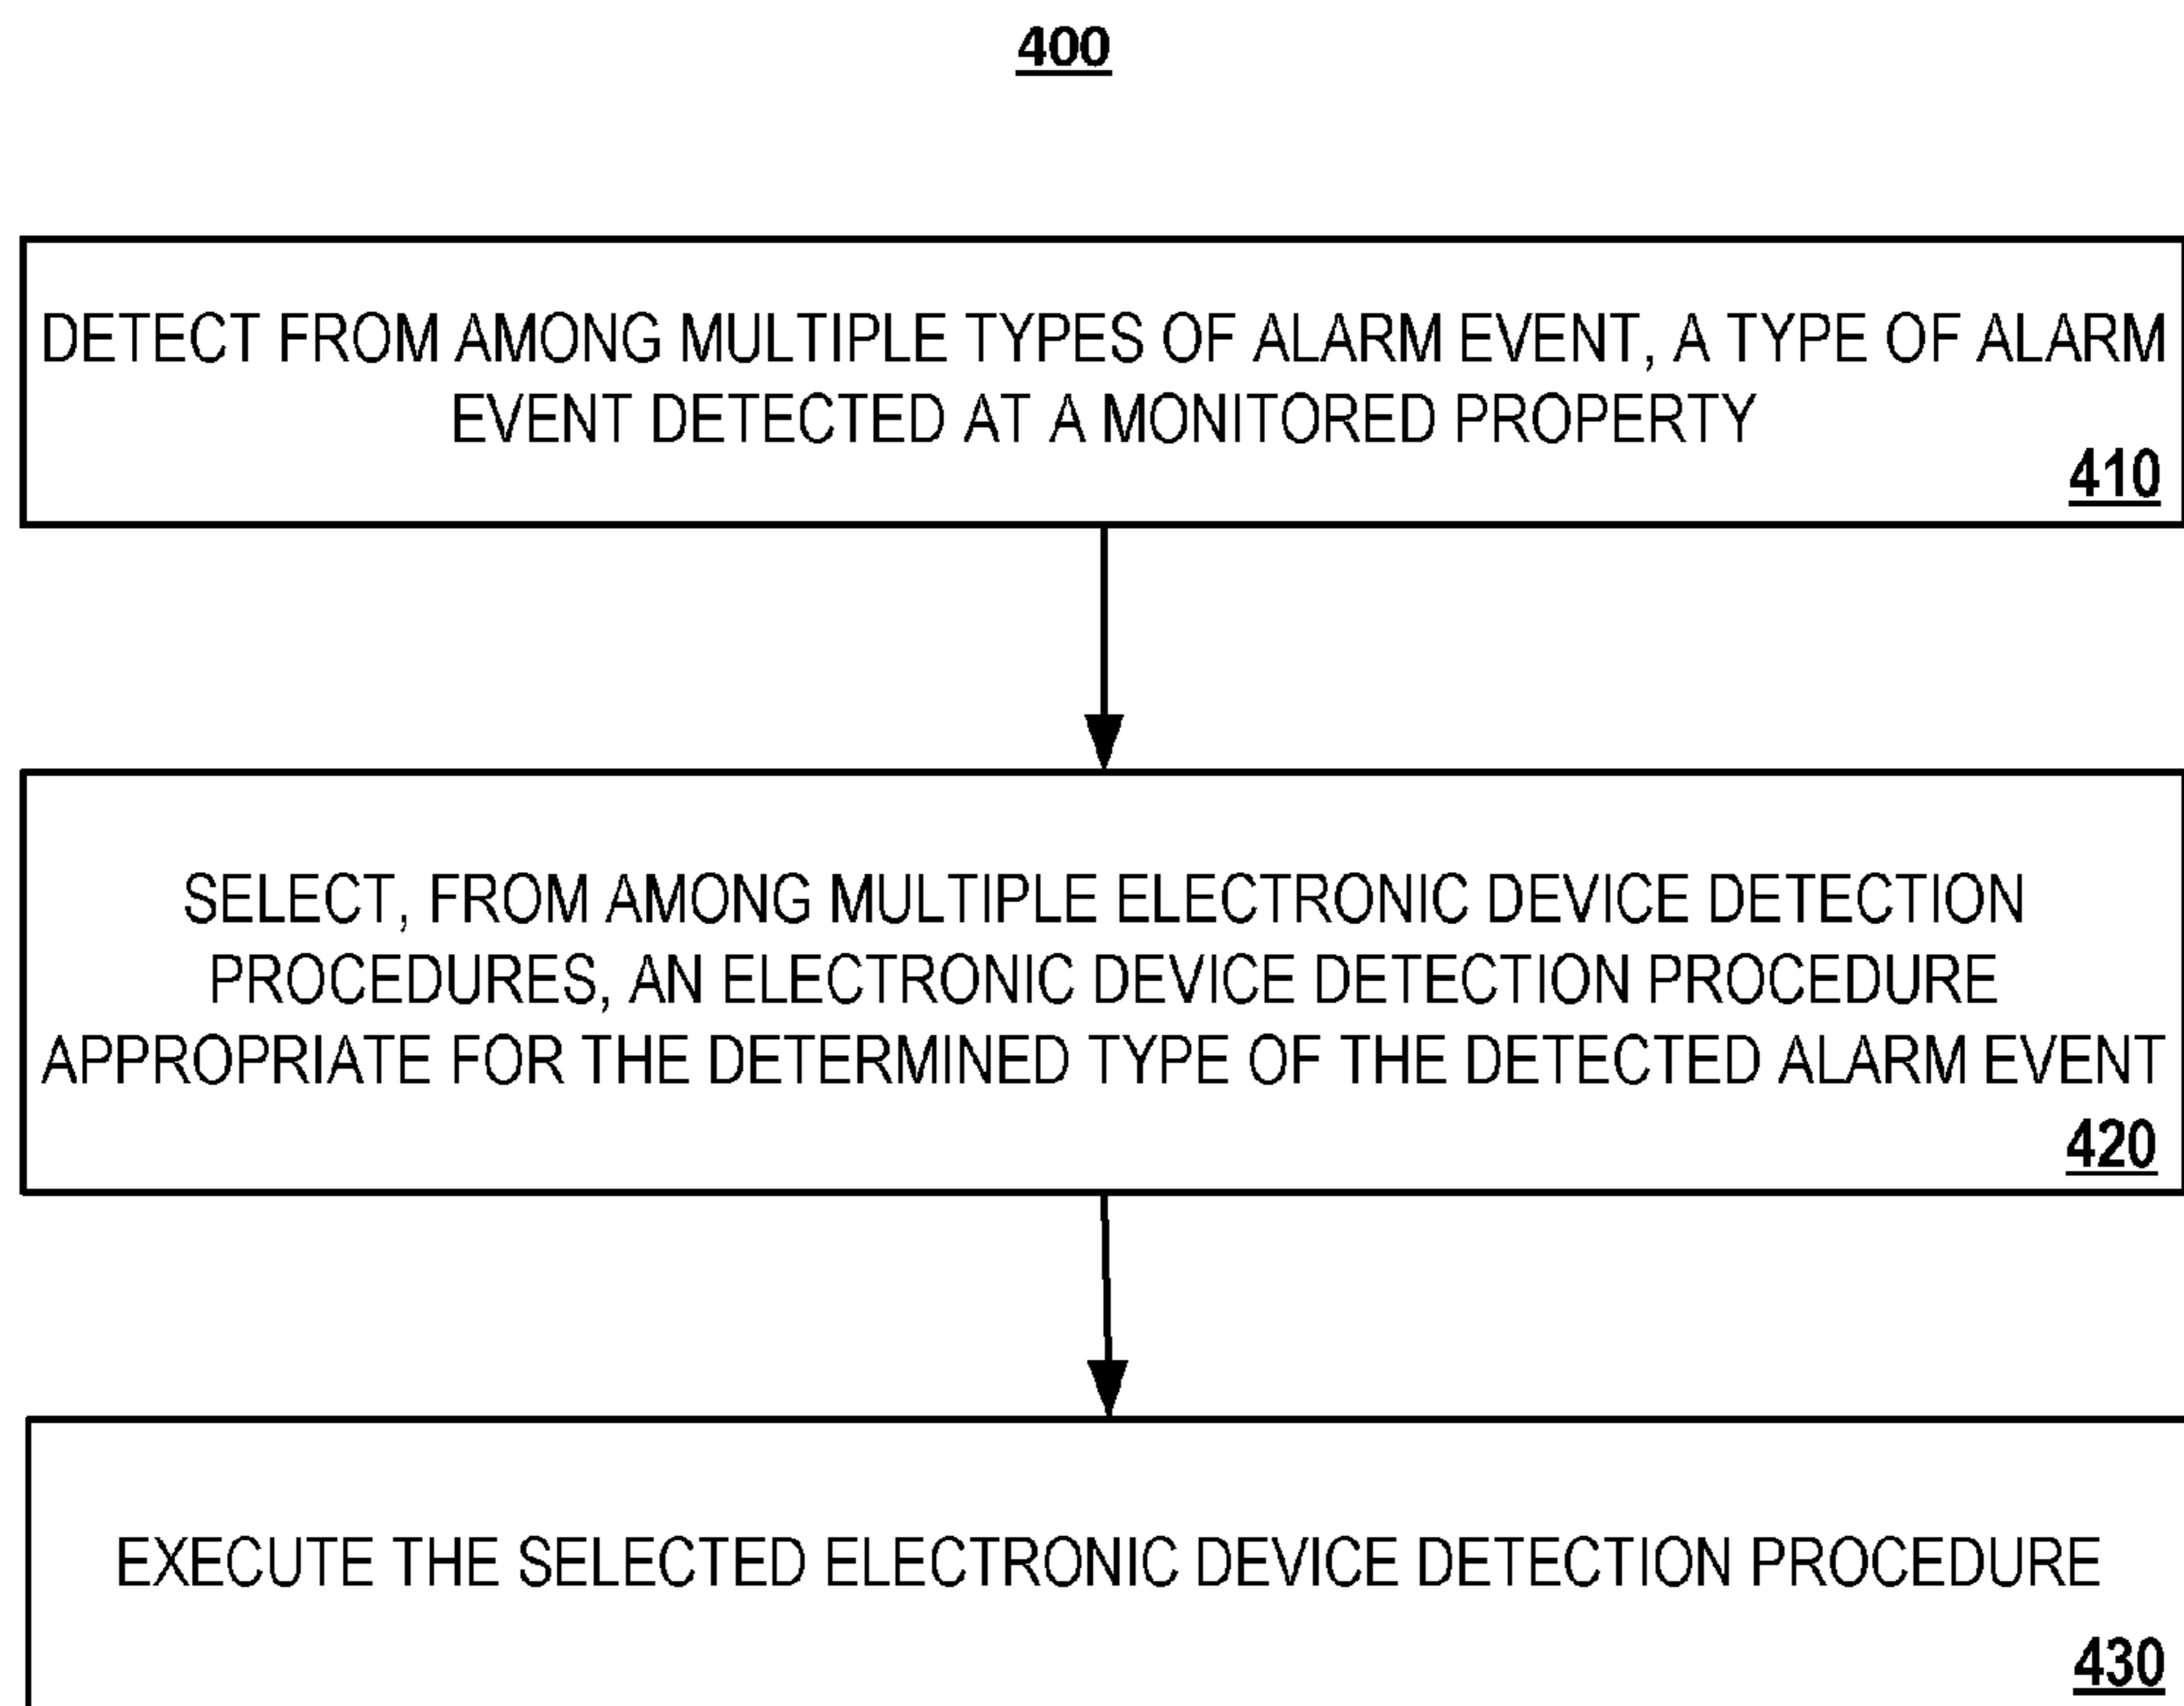 400
DETECT FROM AMONG MULTIPLE TYPES OF ALARM EVENT, A TYPE OF ALARM
EVENT DETECTED AT A MONITORED PROPERTY
410
SELECT, FROM AMONG MULTIPLE ELECTRONIC DEVICE DETECTION
PROCEDURES, AN ELECTRONIC DEVICE DETECTION PROCEDURE
APPROPRIATE FOR THE DETERMINED TYPE OF THE DETECTED ALARM EVENT
420
EXECUTE THE SELECTED ELECTRONIC DEVICE DETECTION PROCEDURE
430